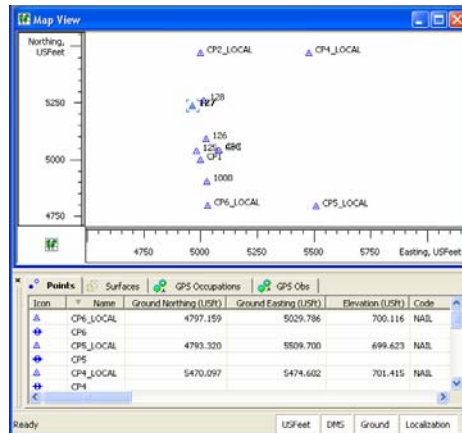 Map View
Northing, USFeet
CP2_LOCAL CP4_LOCAL
128
5250
126
125
5000 CP1
1000
CP6_LOCAL CP5_LOCAL
4750
4750 5000 5250 5500 5750 Easting, USFeet
Points Surfaces GPS Occupations GPS Obs
Icon Name Ground Northing (USft) Ground Easting (USft) Elevation (USft) Code
CP6_LOCAL 4797.159 5029.786 700.116 NAIL
CP6
CP5_LOCAL 4793.320 5509.700 699.623 NAIL
CP5
CP4_LOCAL 5470.097 5474.602 701.415 NAIL
CP4
Ready USFeet DMS Ground Localization